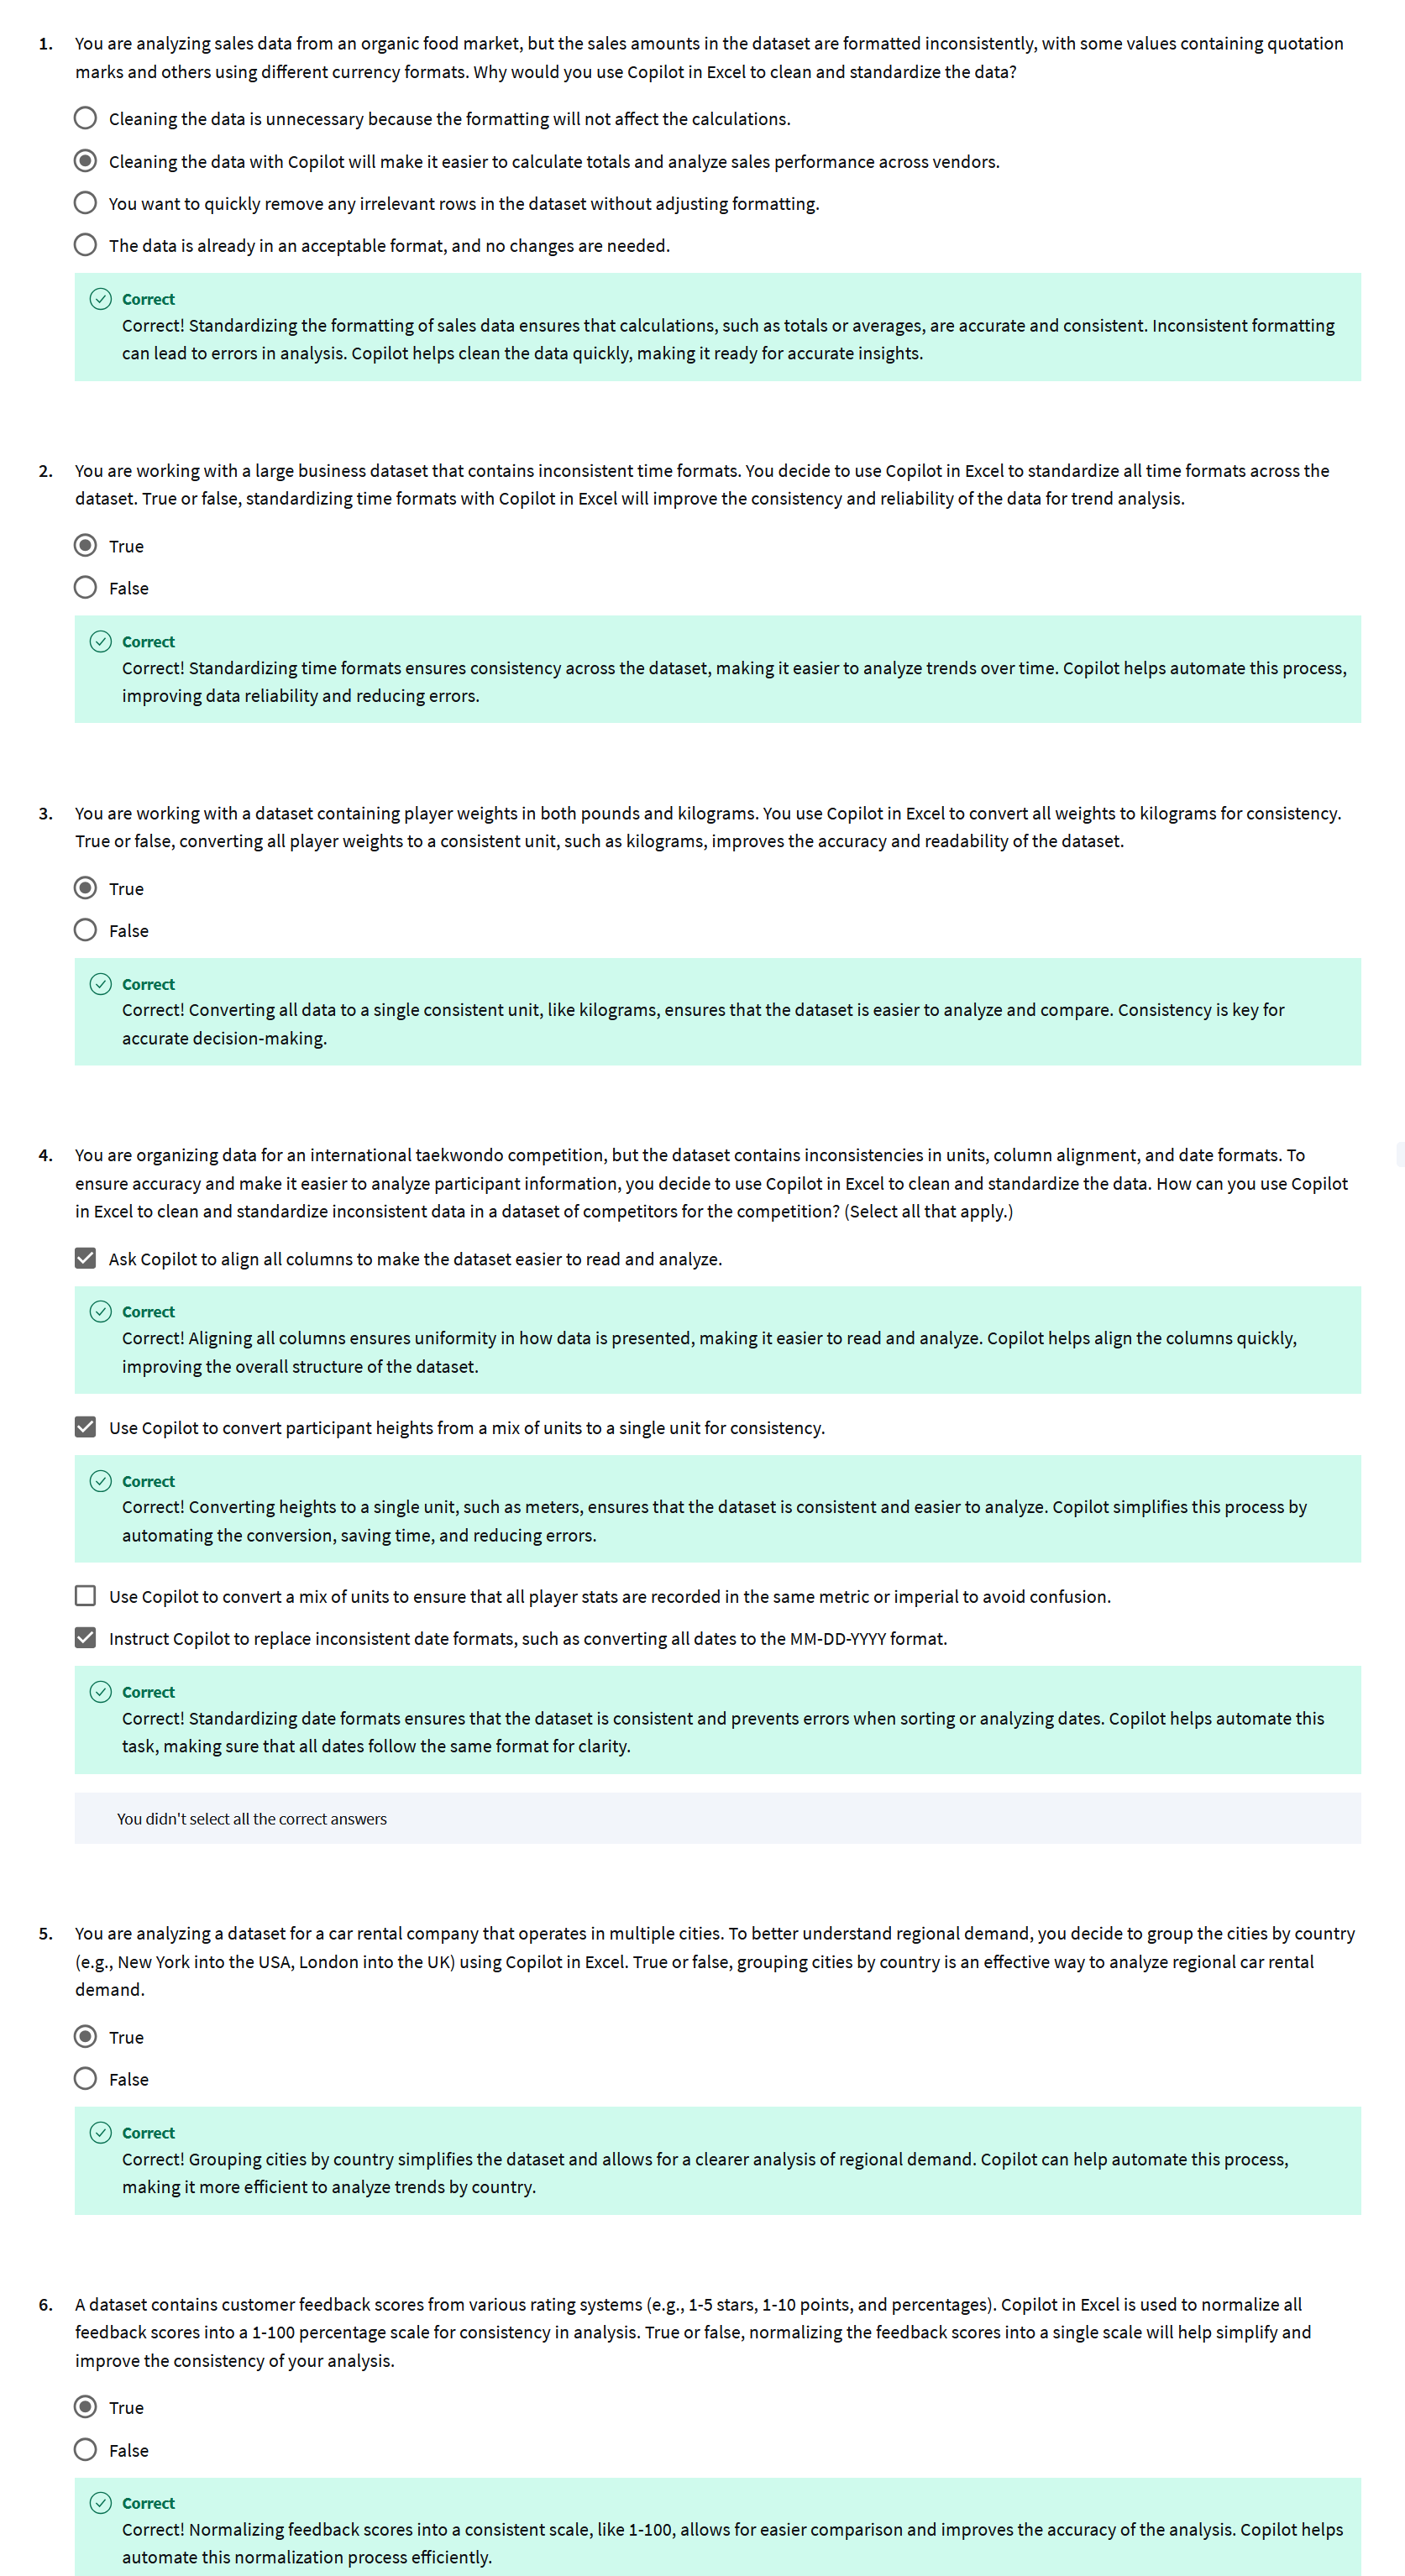 1. You are analyzing sales data from an organic food market, but the sales amounts in the dataset are formatted inconsistently, with some values containing quotation
marks and others using different currency formats. Why would you use Copilot in Excel to clean and standardize the data?
Cleaning the data is unnecessary because the formatting will not affect the calculations.
Cleaning the data with Copilot will make it easier to calculate totals and analyze sales performance across vendors.
You want to quickly remove any irrelevant rows in the dataset without adjusting formatting.
The data is already in an acceptable format, and no changes are needed.
Correct
Correct! Standardizing the formatting of sales data ensures that calculations, such as totals or averages, are accurate and consistent. Inconsistent formatting
can lead to errors in analysis. Copilot helps clean the data quickly, making it ready for accurate insights.
2. You are working with a large business dataset that contains inconsistent time formats. You decide to use Copilot in Excel to standardize all time formats across the
dataset. True or false, standardizing time formats with Copilot in Excel will improve the consistency and reliability of the data for trend analysis.
True
False
Correct
Correct! Standardizing time formats ensures consistency across the dataset, making it easier to analyze trends over time. Copilot helps automate this process,
improving data reliability and reducing errors.
3. You are working with a dataset containing player weights in both pounds and kilograms. You use Copilot in Excel to convert all weights to kilograms for consistency.
True or false, converting all player weights to a consistent unit, such as kilograms, improves the accuracy and readability of the dataset.
True
False
Correct
Correct! Converting all data to a single consistent unit, like kilograms, ensures that the dataset is easier to analyze and compare. Consistency is key for
accurate decision-making.
4. You are organizing data for an international taekwondo competition, but the dataset contains inconsistencies in units, column alignment, and date formats. To
ensure accuracy and make it easier to analyze participant information, you decide to use Copilot in Excel to clean and standardize the data. How can you use Copilot
in Excel to clean and standardize inconsistent data in a dataset of competitors for the competition? (Select all that apply.)
Ask Copilot to align all columns to make the dataset easier to read and analyze.
Correct
Correct! Aligning all columns ensures uniformity in how data is presented, making it easier to read and analyze. Copilot helps align the columns quickly,
improving the overall structure of the dataset.
Use Copilot to convert participant heights from a mix of units to a single unit for consistency.
Correct
Correct! Converting heights to a single unit, such as meters, ensures that the dataset is consistent and easier to analyze. Copilot simplifies this process by
automating the conversion, saving time, and reducing errors.
Use Copilot to convert a mix of units to ensure that all player stats are recorded in the same metric or imperial to avoid confusion.
Instruct Copilot to replace inconsistent date formats, such as converting all dates to the MM-DD-YYYY format.
Correct
Correct! Standardizing date formats ensures that the dataset is consistent and prevents errors when sorting or analyzing dates. Copilot helps automate this
task, making sure that all dates follow the same format for clarity.
You didn't select all the correct answers
5. You are analyzing a dataset for a car rental company that operates in multiple cities. To better understand regional demand, you decide to group the cities by country
(e.g., New York into the USA, London into the UK) using Copilot in Excel. True or false, grouping cities by country is an effective way to analyze regional car rental
demand.
True
False
Correct
Correct! Grouping cities by country simplifies the dataset and allows for a clearer analysis of regional demand. Copilot can help automate this process,
making it more efficient to analyze trends by country.
6. A dataset contains customer feedback scores from various rating systems (e.g., 1-5 stars, 1-10 points, and percentages). Copilot in Excel is used to normalize all
feedback scores into a 1-100 percentage scale for consistency in analysis. True or false, normalizing the feedback scores into a single scale will help simplify and
improve the consistency of your analysis.
True
False
Correct
Correct! Normalizing feedback scores into a consistent scale, like 1-100, allows for easier comparison and improves the accuracy of the analysis. Copilot helps
automate this normalization process efficiently.